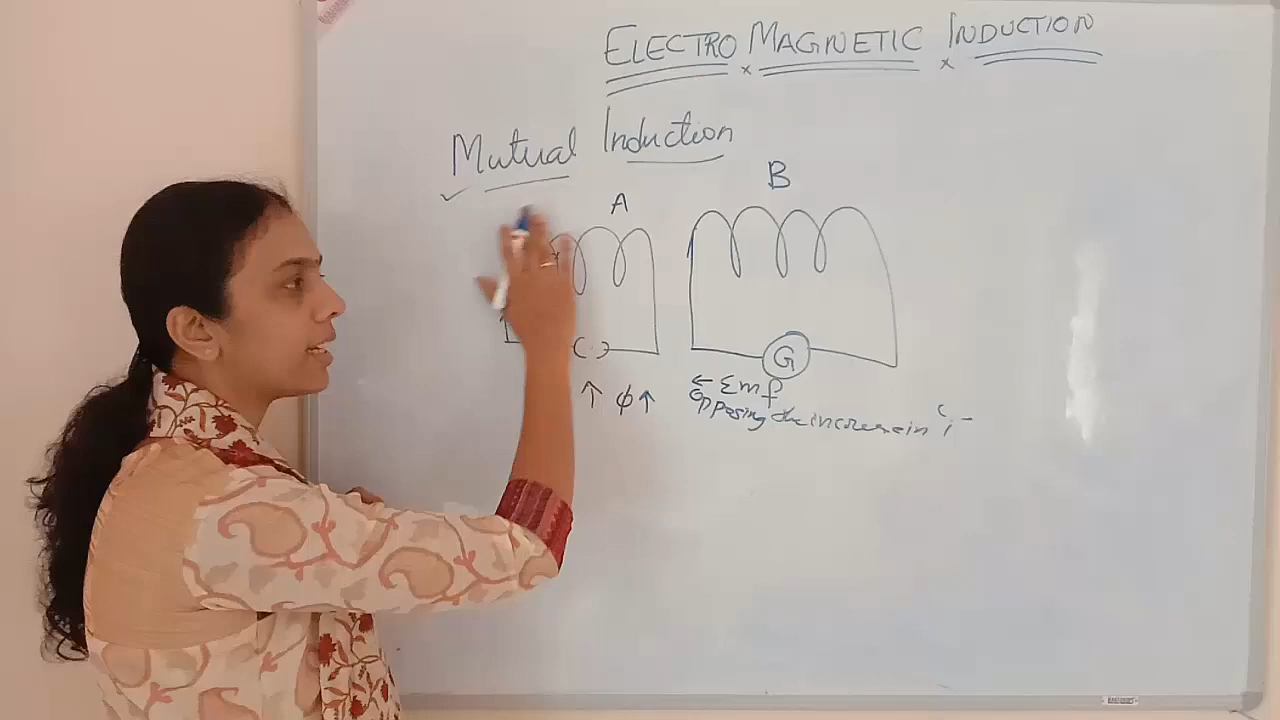 ELECTRO MAGNETIC INDUCTION
Mutual Induction
A
B
G
↑ ϕ↑
← Emf
Opposing the increase in i